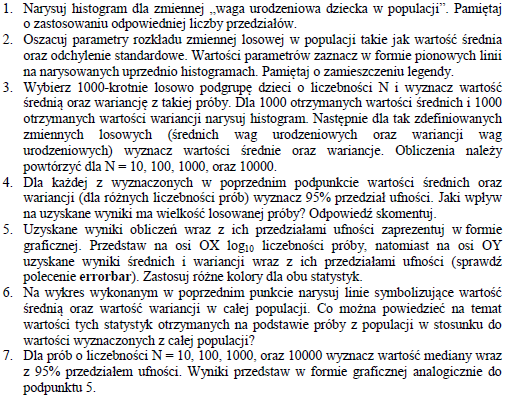 1. Narysuj histogram dla zmiennej „waga urodzeniowa dziecka w populacji”. Pamiętaj
o zastosowaniu odpowiedniej liczby przedziałów.
2. Oszacuj parametry rozkładu zmiennej losowej w populacji takie jak wartość średnia
oraz odchylenie standardowe. Wartości parametrów zaznacz w formie pionowych linii
na narysowanych uprzednio histogramach. Pamiętaj o zamieszczeniu legendy.
3. Wybierz 1000-krotnie losowo podgrupę dzieci o liczebności N i wyznacz wartość
średnią oraz wariancję z takiej próby. Dla 1000 otrzymanych wartości średnich i 1000
otrzymanych wartości wariancji narysuj histogram. Następnie dla tak zdefiniowanych
zmiennych losowych (średnich wag urodzeniowych oraz wariancji wag
urodzeniowych) wyznacz wartości średnie oraz wariancje. Obliczenia należy
powtórzyć dla N = 10, 100, 1000, oraz 10000.
4. Dla każdej z wyznaczonych w poprzednim podpunkcie wartości średnich oraz
wariancji (dla różnych liczebności prób) wyznacz 95% przedział ufności. Jaki wpływ
na uzyskane wyniki ma wielkość losowanej próby? Odpowiedź skomentuj.
5. Uzyskane wyniki obliczeń wraz z ich przedziałami ufności zaprezentuj w formie
graficznej. Przedstaw na osi OX log10 liczebności próby, natomiast na osi OY
uzyskane wyniki średnich i wariancji wraz z ich przedziałami ufności (sprawdź
polecenie errorbar). Zastosuj różne kolory dla obu statystyk.
6. Na wykres wykonanym w poprzednim punkcie narysuj linie symbolizujące wartość
średnią oraz wartość wariancji w całej populacji. Co można powiedzieć na temat
wartości tych statystyk otrzymanych na podstawie próby z populacji w stosunku do
wartości wyznaczonych z całej populacji?
7. Dla prób o liczebności N = 10, 100, 1000, oraz 10000 wyznacz wartość mediany wraz
z 95% przedziałem ufności. Wyniki przedstaw w formie graficznej analogicznie do
podpunktu 5.